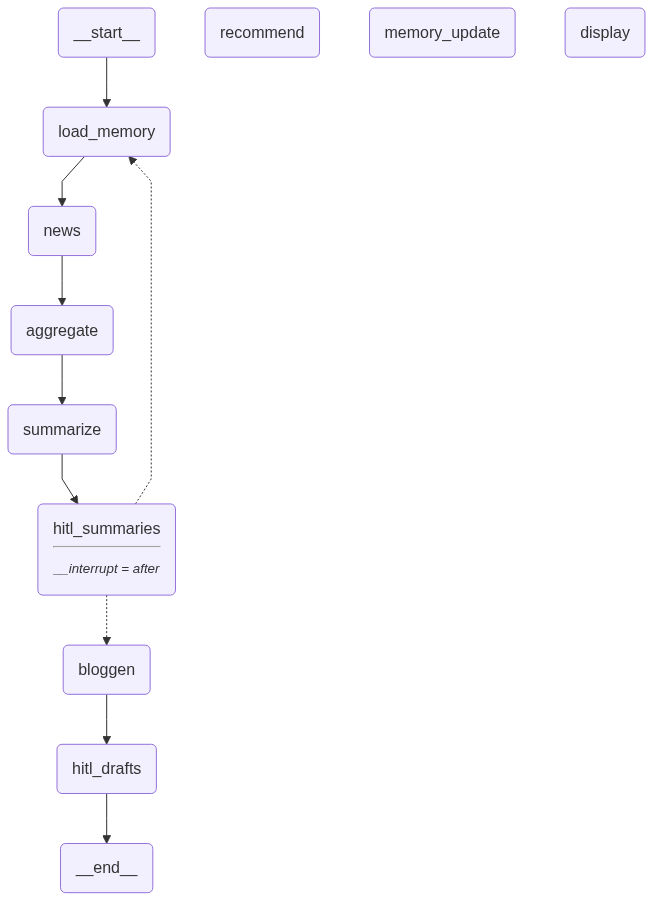 __start__
recommend
memory_update
display
load_memory
news
aggregate
summarize
hitl_summaries
__interrupt = after
bloggen
hitl_drafts
__end__